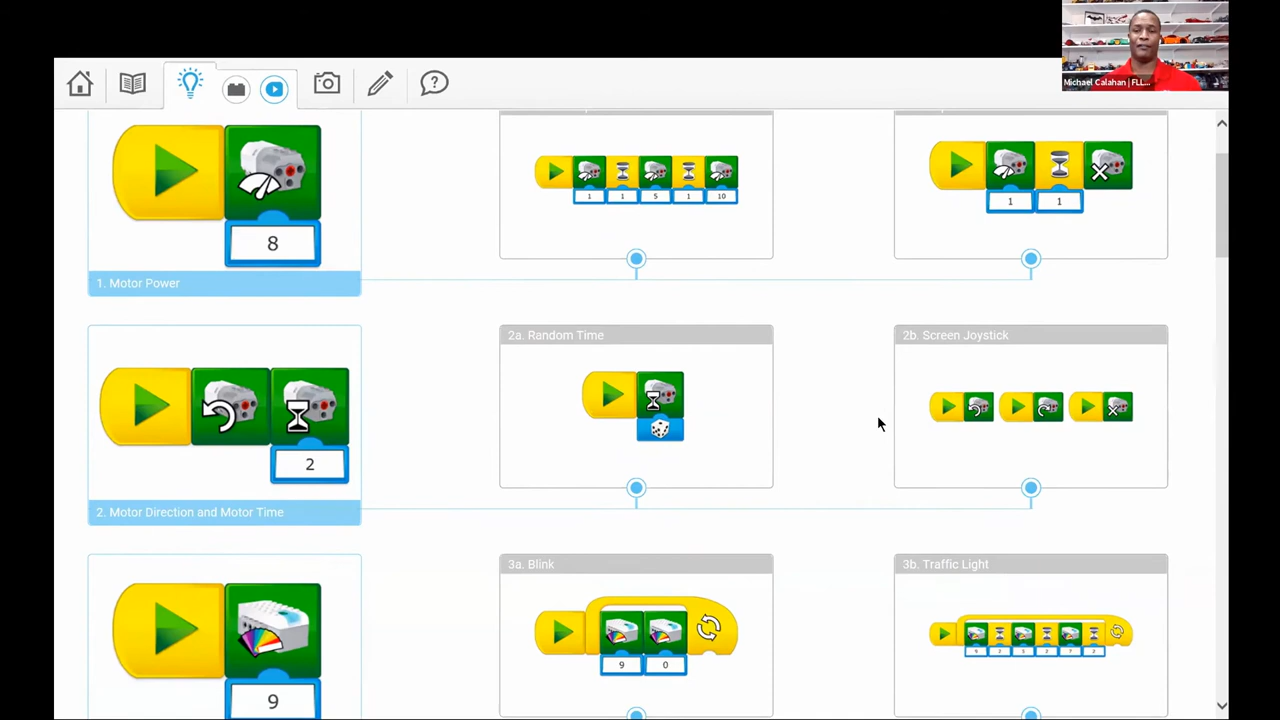 Michael Calahan | FLL...
8
1 1 5 1 10
1 1
1. Motor Power
2a. Random Time
2b. Screen Joystick
2
2. Motor Direction and Motor Time
3a. Blink
3b. Traffic Light
9 0
9